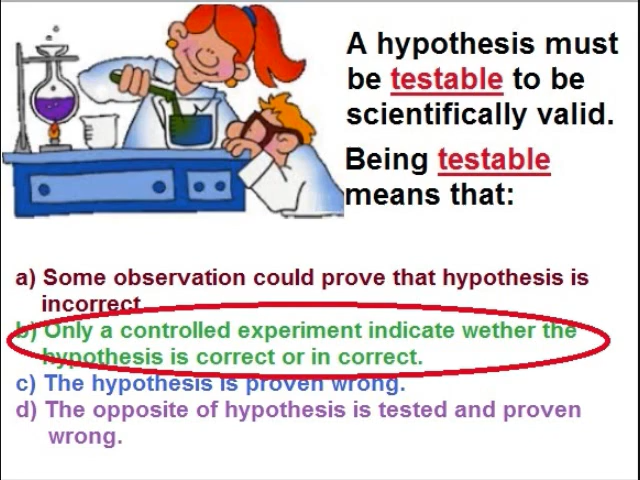 A hypothesis must
be testable to be
scientifically valid.
Being testable
means that:
a) Some observation could prove that hypothesis is
incorrect.
b) Only a controlled experiment indicate wether the
hypothesis is correct or in correct.
c) The hypothesis is proven wrong.
d) The opposite of hypothesis is tested and proven
wrong.